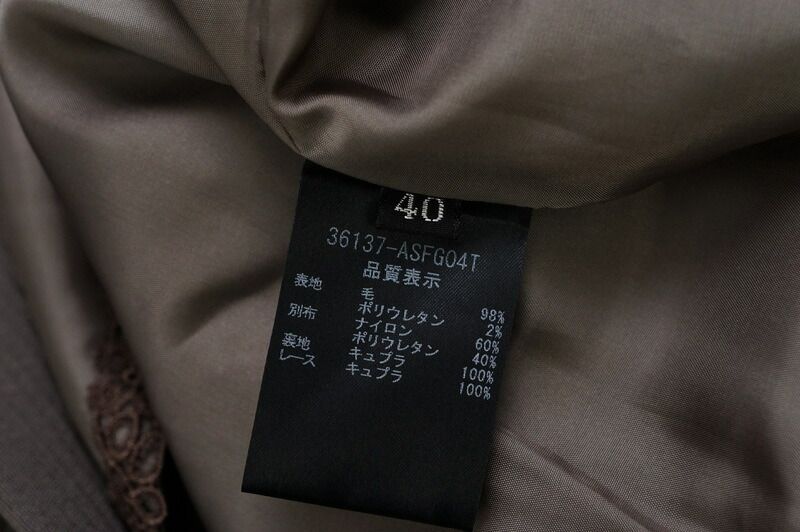 40
36137-ASFG04T
品質表示
表地 毛 98%
ポリウレタン 2%
別布 ナイロン 60%
ポリウレタン 40%
裏地 キュプラ 100%
レース キュプラ 100%